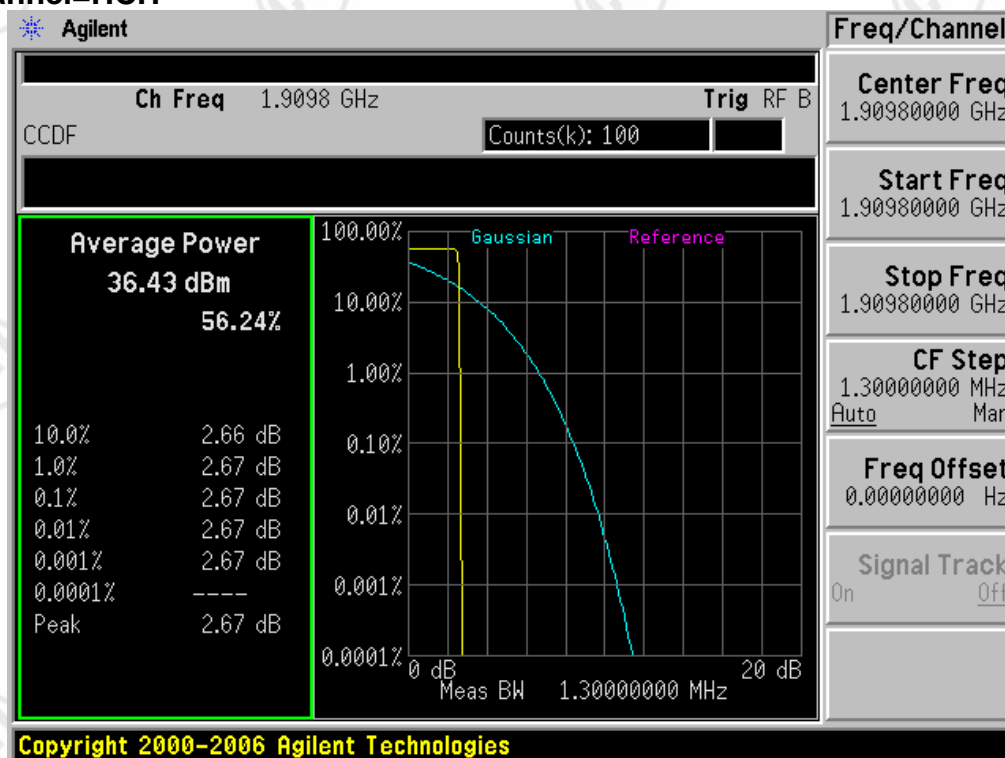 Agilent
Freq/Channel
Ch Freq 1.9098 GHz Trig RF B
CCDF Counts(k): 100
Center Freq
1.90980000 GHz
Start Freq
1.90980000 GHz
Stop Freq
1.90980000 GHz
CF Step
1.30000000 MHz
Auto Man
Freq Offset
0.00000000 Hz
Signal Track
On Off
Average Power
36.43 dBm
56.24%
10.0% 2.66 dB
1.0% 2.67 dB
0.1% 2.67 dB
0.01% 2.67 dB
0.001% 2.67 dB
0.0001% ----
Peak 2.67 dB
Gaussian Reference
100.00%
10.00%
1.00%
0.10%
0.01%
0.001%
0.0001%
0 dB 20 dB
Meas BW 1.30000000 MHz
Copyright 2000-2006 Agilent Technologies